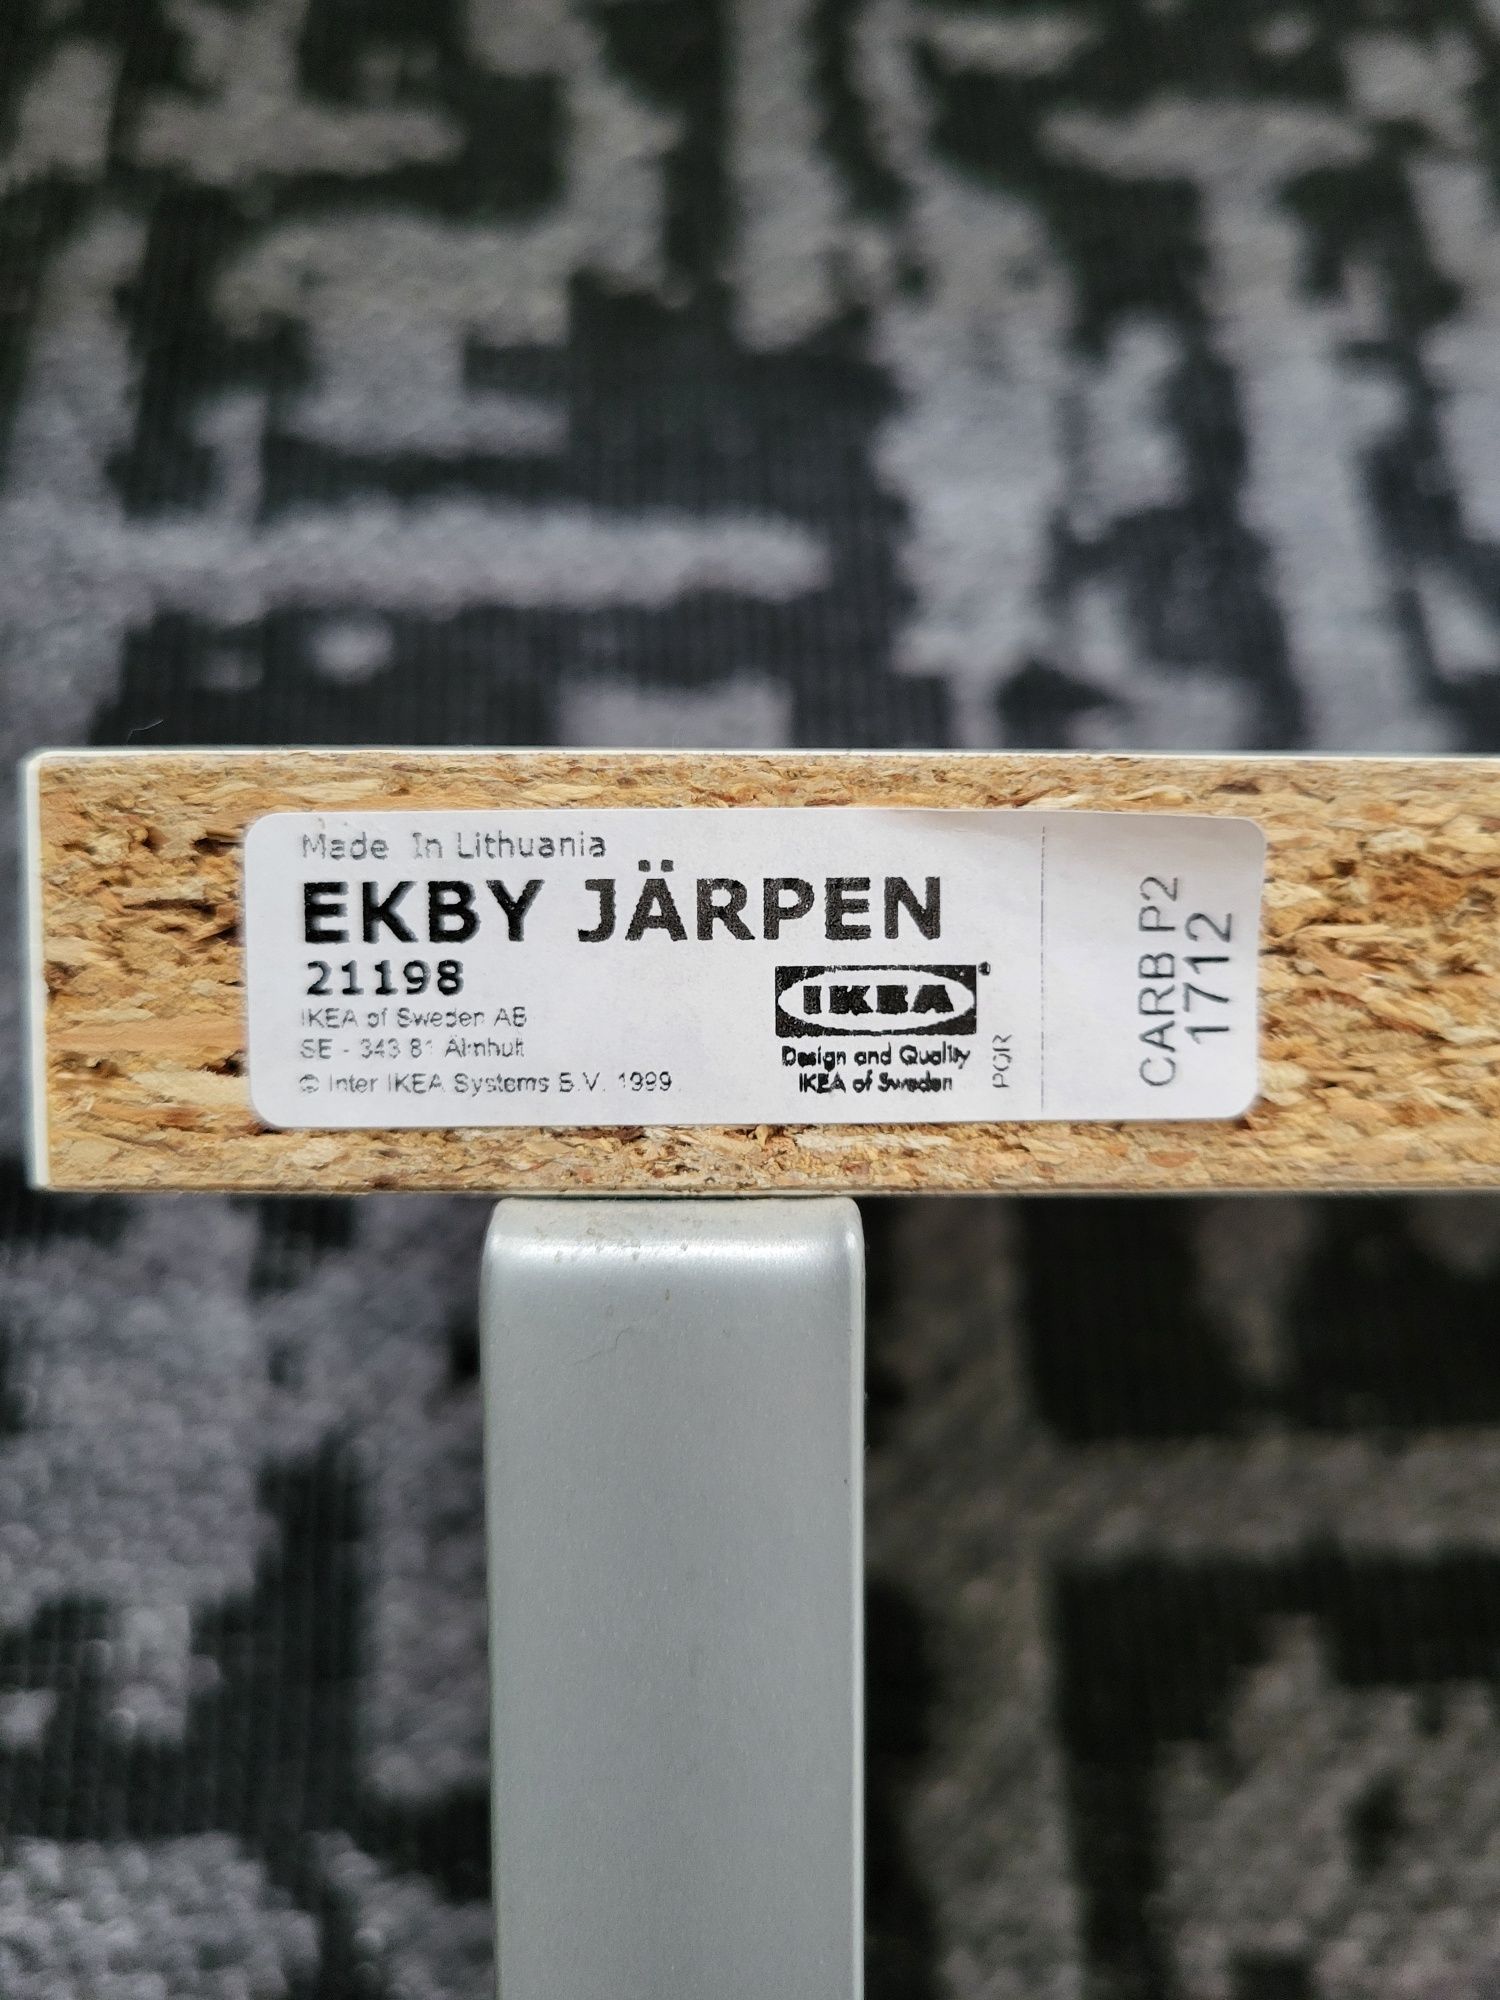 Made In Lithuania
EKBY JÄRPEN
21198
IKEA of Sweden AB
SE - 343 81 Älmhult
© Inter IKEA Systems B.V. 1999
IKEA®
Design and Quality
IKEA of Sweden
PQR
CARB P2
1712